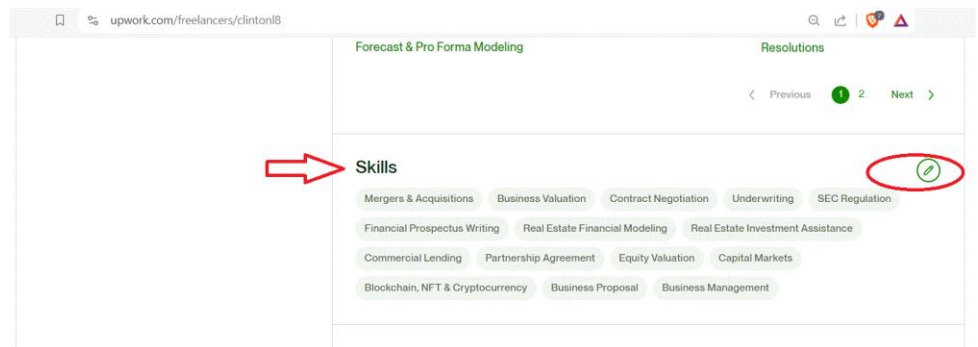 upwork.com/freelancers/clintonl8
7
Forecast & Pro Forma Modeling
Resolutions
Previous 1 2 Next
Skills
Mergers & Acquisitions Business Valuation Contract Negotiation Underwriting SEC Regulation
Financial Prospectus Writing Real Estate Financial Modeling Real Estate Investment Assistance
Commercial Lending Partnership Agreement Equity Valuation Capital Markets
Blockchain, NFT & Cryptocurrency Business Proposal Business Management